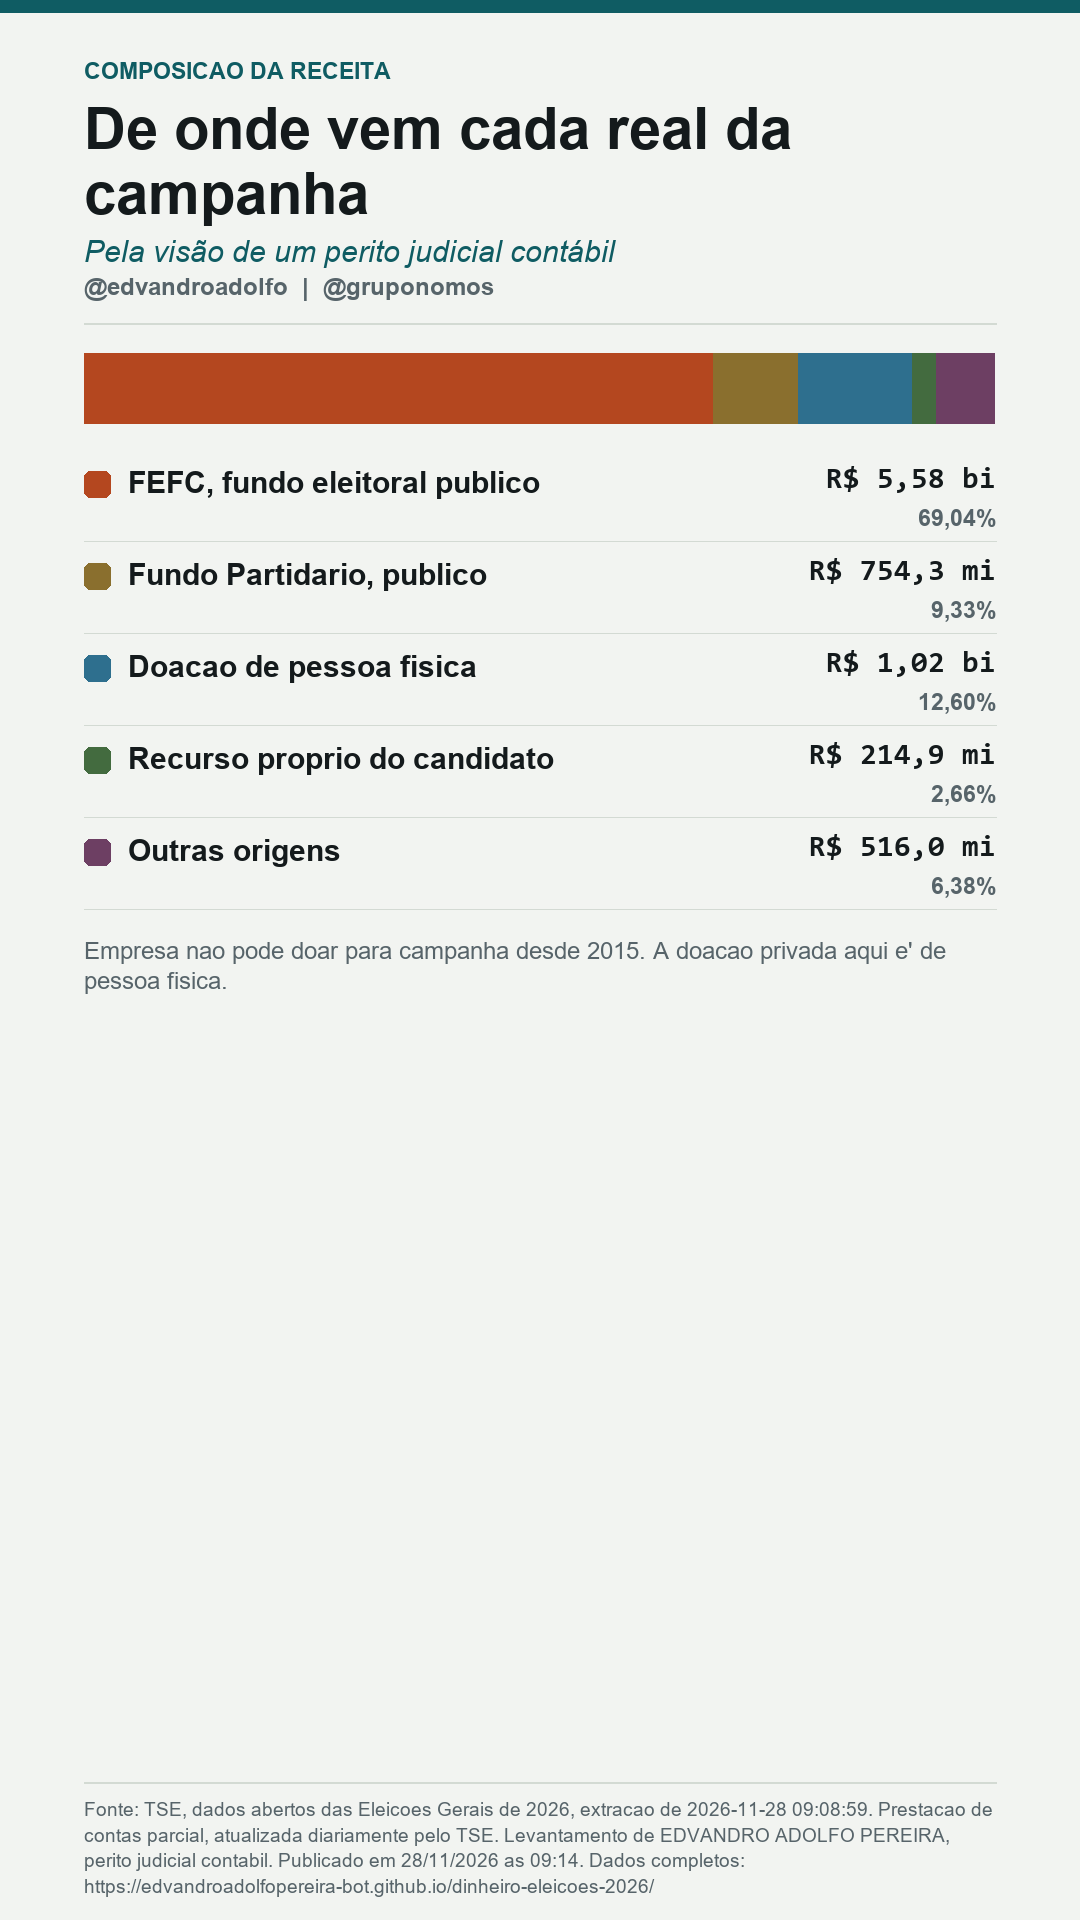 COMPOSICAO DA RECEITA
De onde vem cada real da
campanha
Pela visão de um perito judicial contábil
@edvandroadolfo | @gruponomos
FEFC, fundo eleitoral publico
R$ 5,58 bi
69,04%
Fundo Partidario, publico
R$ 754,3 mi
9,33%
Doacao de pessoa fisica
R$ 1,02 bi
12,60%
Recurso proprio do candidato
R$ 214,9 mi
2,66%
Outras origens
R$ 516,0 mi
6,38%
Empresa nao pode doar para campanha desde 2015. A doacao privada aqui e' de
pessoa fisica.
Fonte: TSE, dados abertos das Eleicoes Gerais de 2026, extracao de 2026-11-28 09:08:59. Prestacao de
contas parcial, atualizada diariamente pelo TSE. Levantamento de EDVANDRO ADOLFO PEREIRA,
perito judicial contabil. Publicado em 28/11/2026 as 09:14. Dados completos:
https://edvandroadolfopereira-bot.github.io/dinheiro-eleicoes-2026/